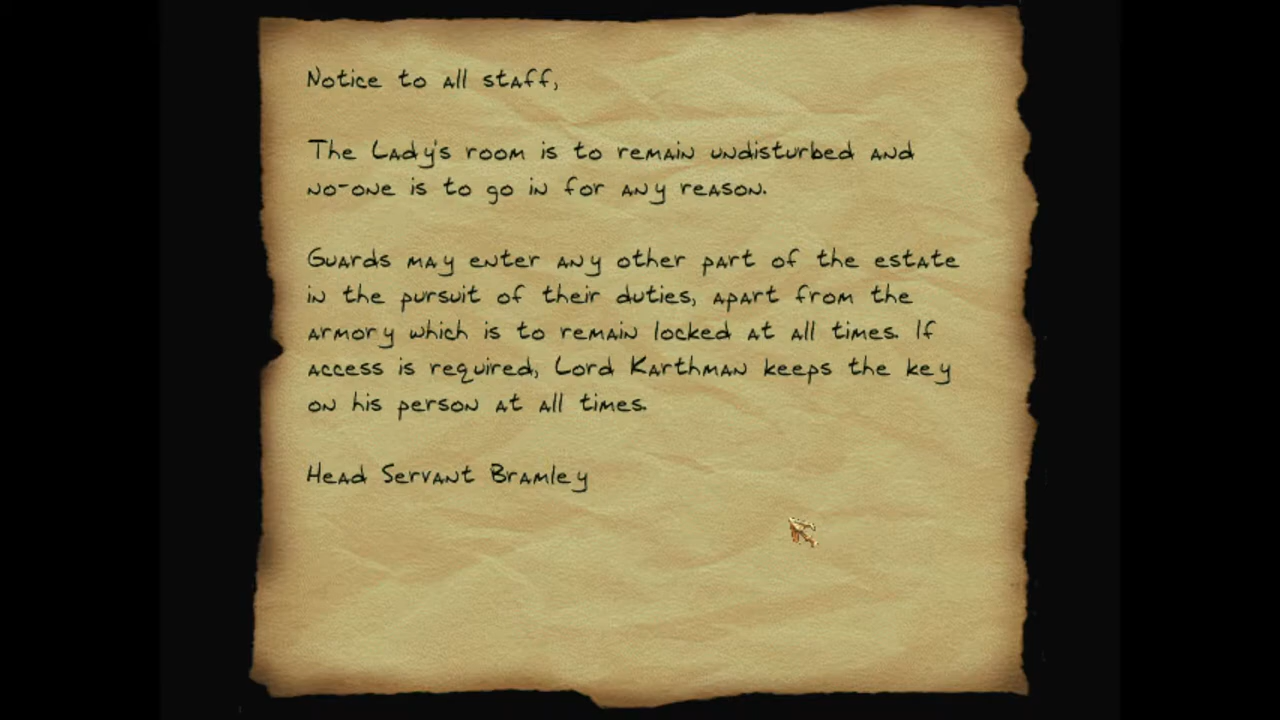 Notice to all staff,
The Lady's room is to remain undisturbed and
no-one is to go in for any reason.
Guards may enter any other part of the estate
in the pursuit of their duties, apart from the
armory which is to remain locked at all times. If
access is required, Lord Karthman keeps the key
on his person at all times.
Head Servant Bramley